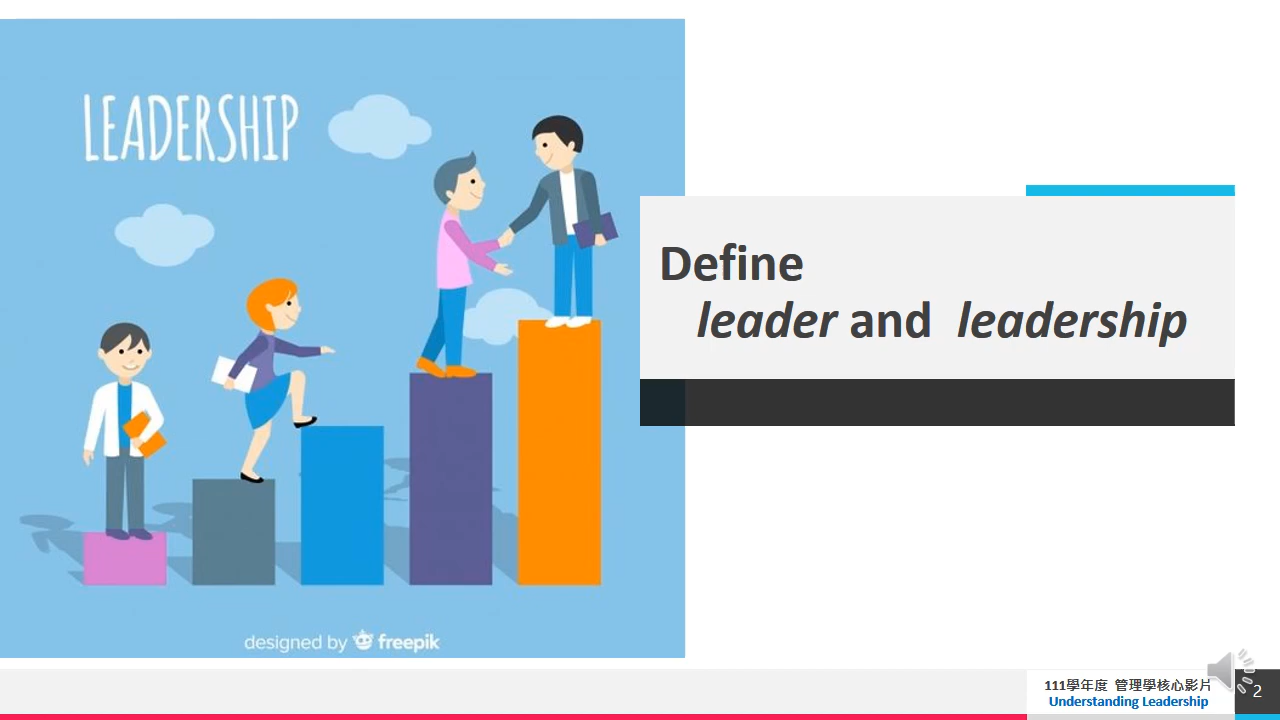 LEADERSHIP
Define
leader and leadership
designed by freepik
111學年度 管理學核心影片
Understanding Leadership
2